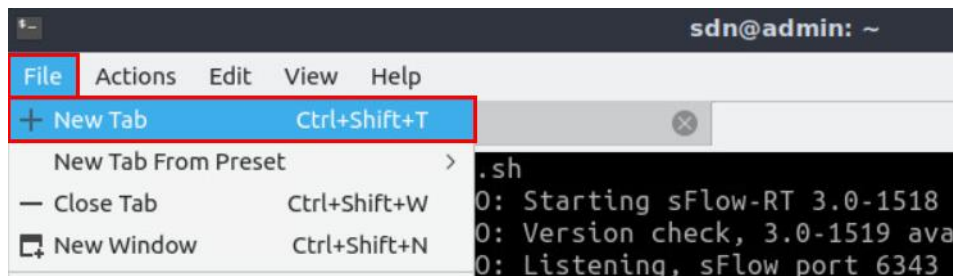 sdn@admin: ~
File Actions Edit View Help
New Tab Ctrl+Shift+T
New Tab From Preset >
.sh
Close Tab Ctrl+Shift+W
O: Starting sFlow-RT 3.0-1518
New Window Ctrl+Shift+N
O: Version check, 3.0-1519 ava
O: Listening, sFlow port 6343